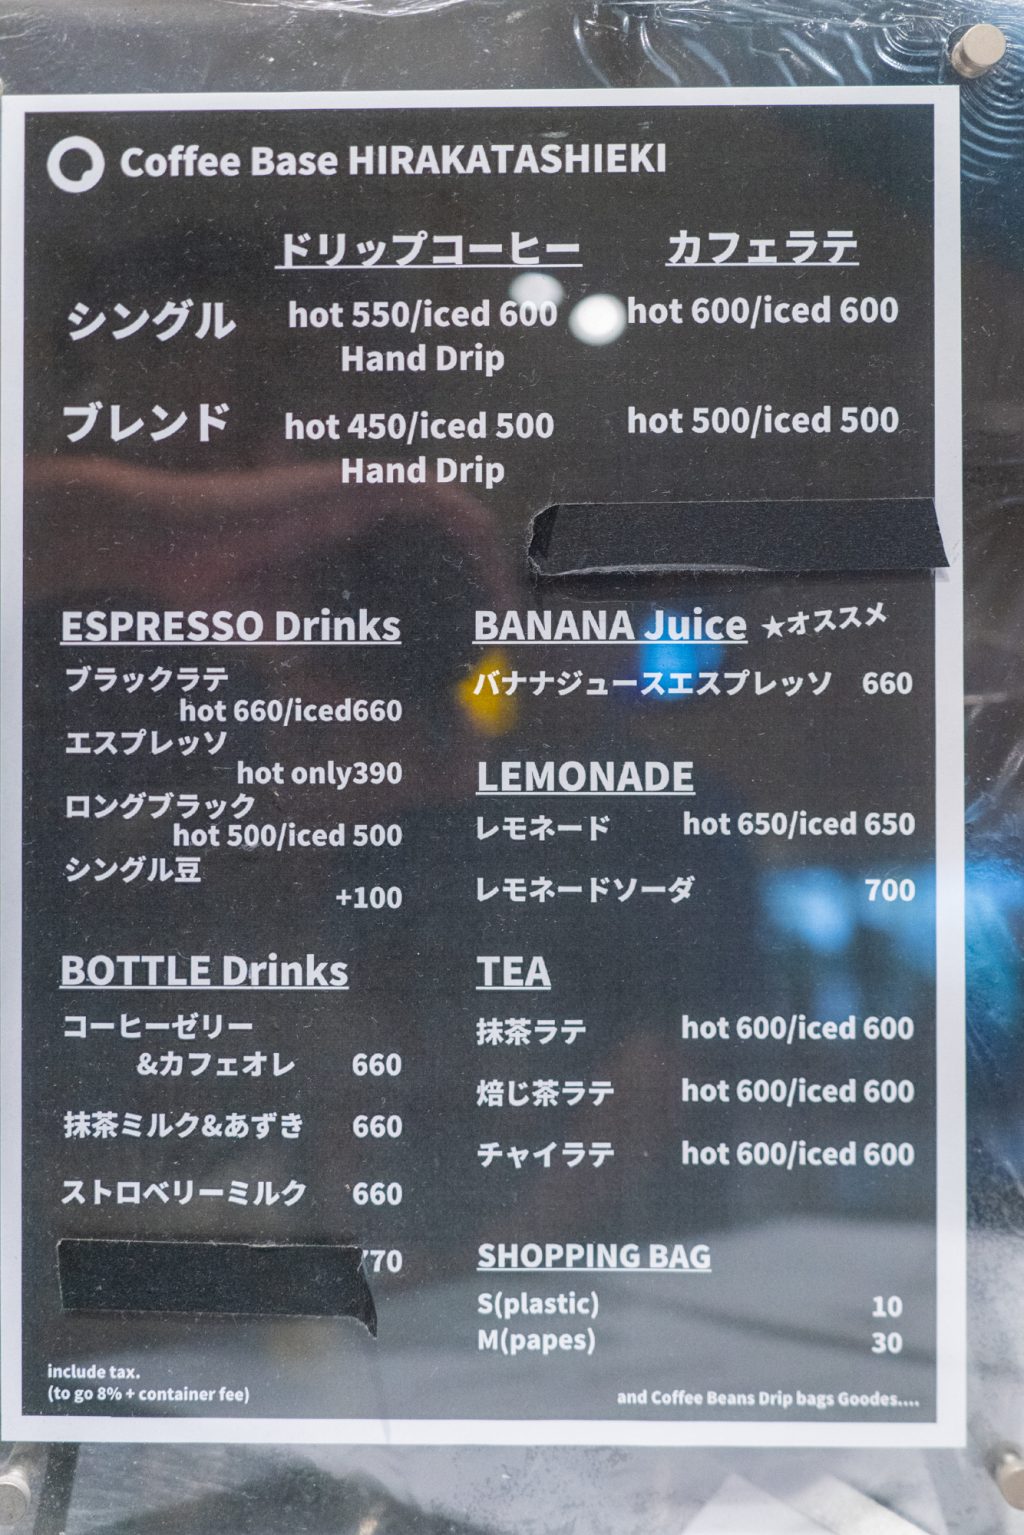 Coffee Base HIRAKATASHIEKI
ドリップコーヒー カフェラテ
シングル hot 550/iced 600 hot 600/iced 600
Hand Drip
ブレンド hot 450/iced 500 hot 500/iced 500
Hand Drip
ESPRESSO Drinks
ブラックラテ
hot 660/iced660
エスプレッソ
hot only390
ロングブラック
hot 500/iced 500
シングル豆
+100
BOTTLE Drinks
コーヒーゼリー
&カフェオレ 660
抹茶ミルク&あずき 660
ストロベリーミルク 660
include tax.
(to go 8% + container fee)
BANANA Juice ★オススメ
バナナジュースエスプレッソ 660
LEMONADE
レモネード hot 650/iced 650
レモネードソーダ 700
TEA
抹茶ラテ hot 600/iced 600
焙じ茶ラテ hot 600/iced 600
チャイラテ hot 600/iced 600
SHOPPING BAG
S(plastic) 10
M(papes) 30
and Coffee Beans Drip bags Goodes....